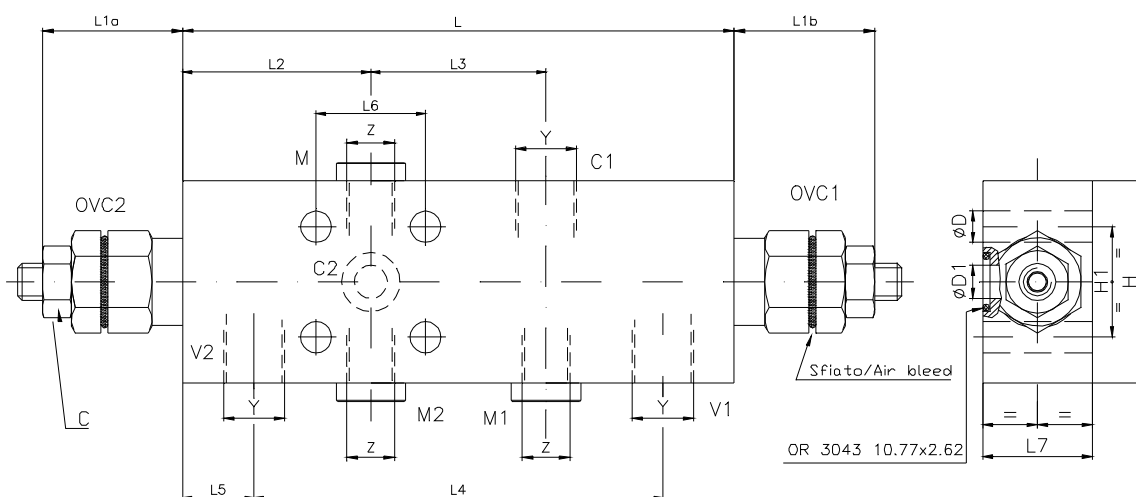 L1a
L
L1b
L2
L3
L6
Z
Y
M
C1
OVC2
OVC1
C2
øD
øD1
H1
=
=
H
V2
Sfiato/Air bleed
C
Y
M2
M1
Y
V1
Z
Z
=
=
OR 3043 10.77x2.62
L7
L5
L4